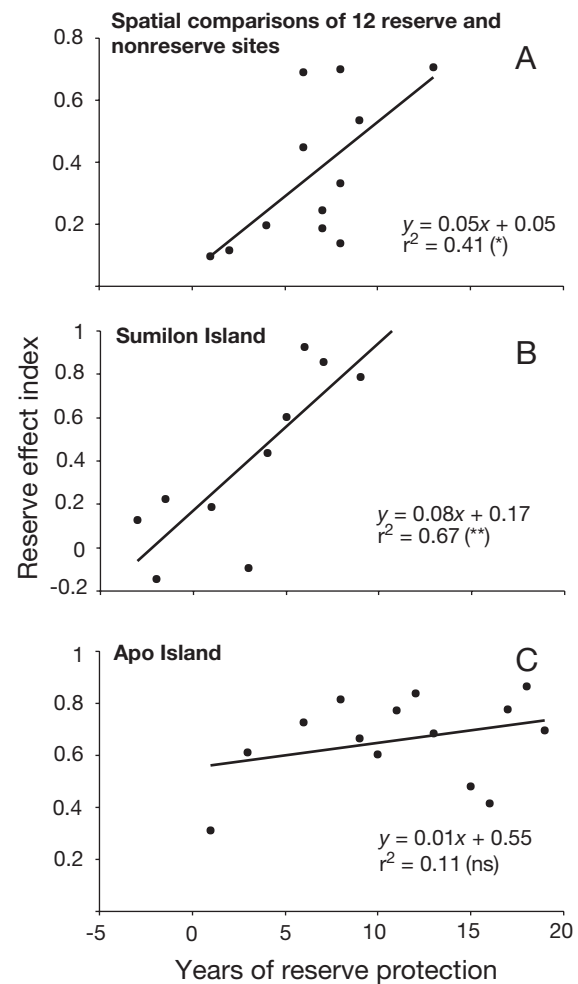 Spatial comparisons of 12 reserve and
nonreserve sites
A
0.8
0.6
0.4
0.2
y = 0.05x + 0.05
r² = 0.41 (*)
Reserve effect index
Sumilon Island
B
1
0.8
0.6
0.4
0.2
0
-0.2
y = 0.08x + 0.17
r² = 0.67 (**)
Apo Island
C
1
0.8
0.6
0.4
0.2
y = 0.01x + 0.55
r² = 0.11 (ns)
-5 0 5 10 15 20
Years of reserve protection